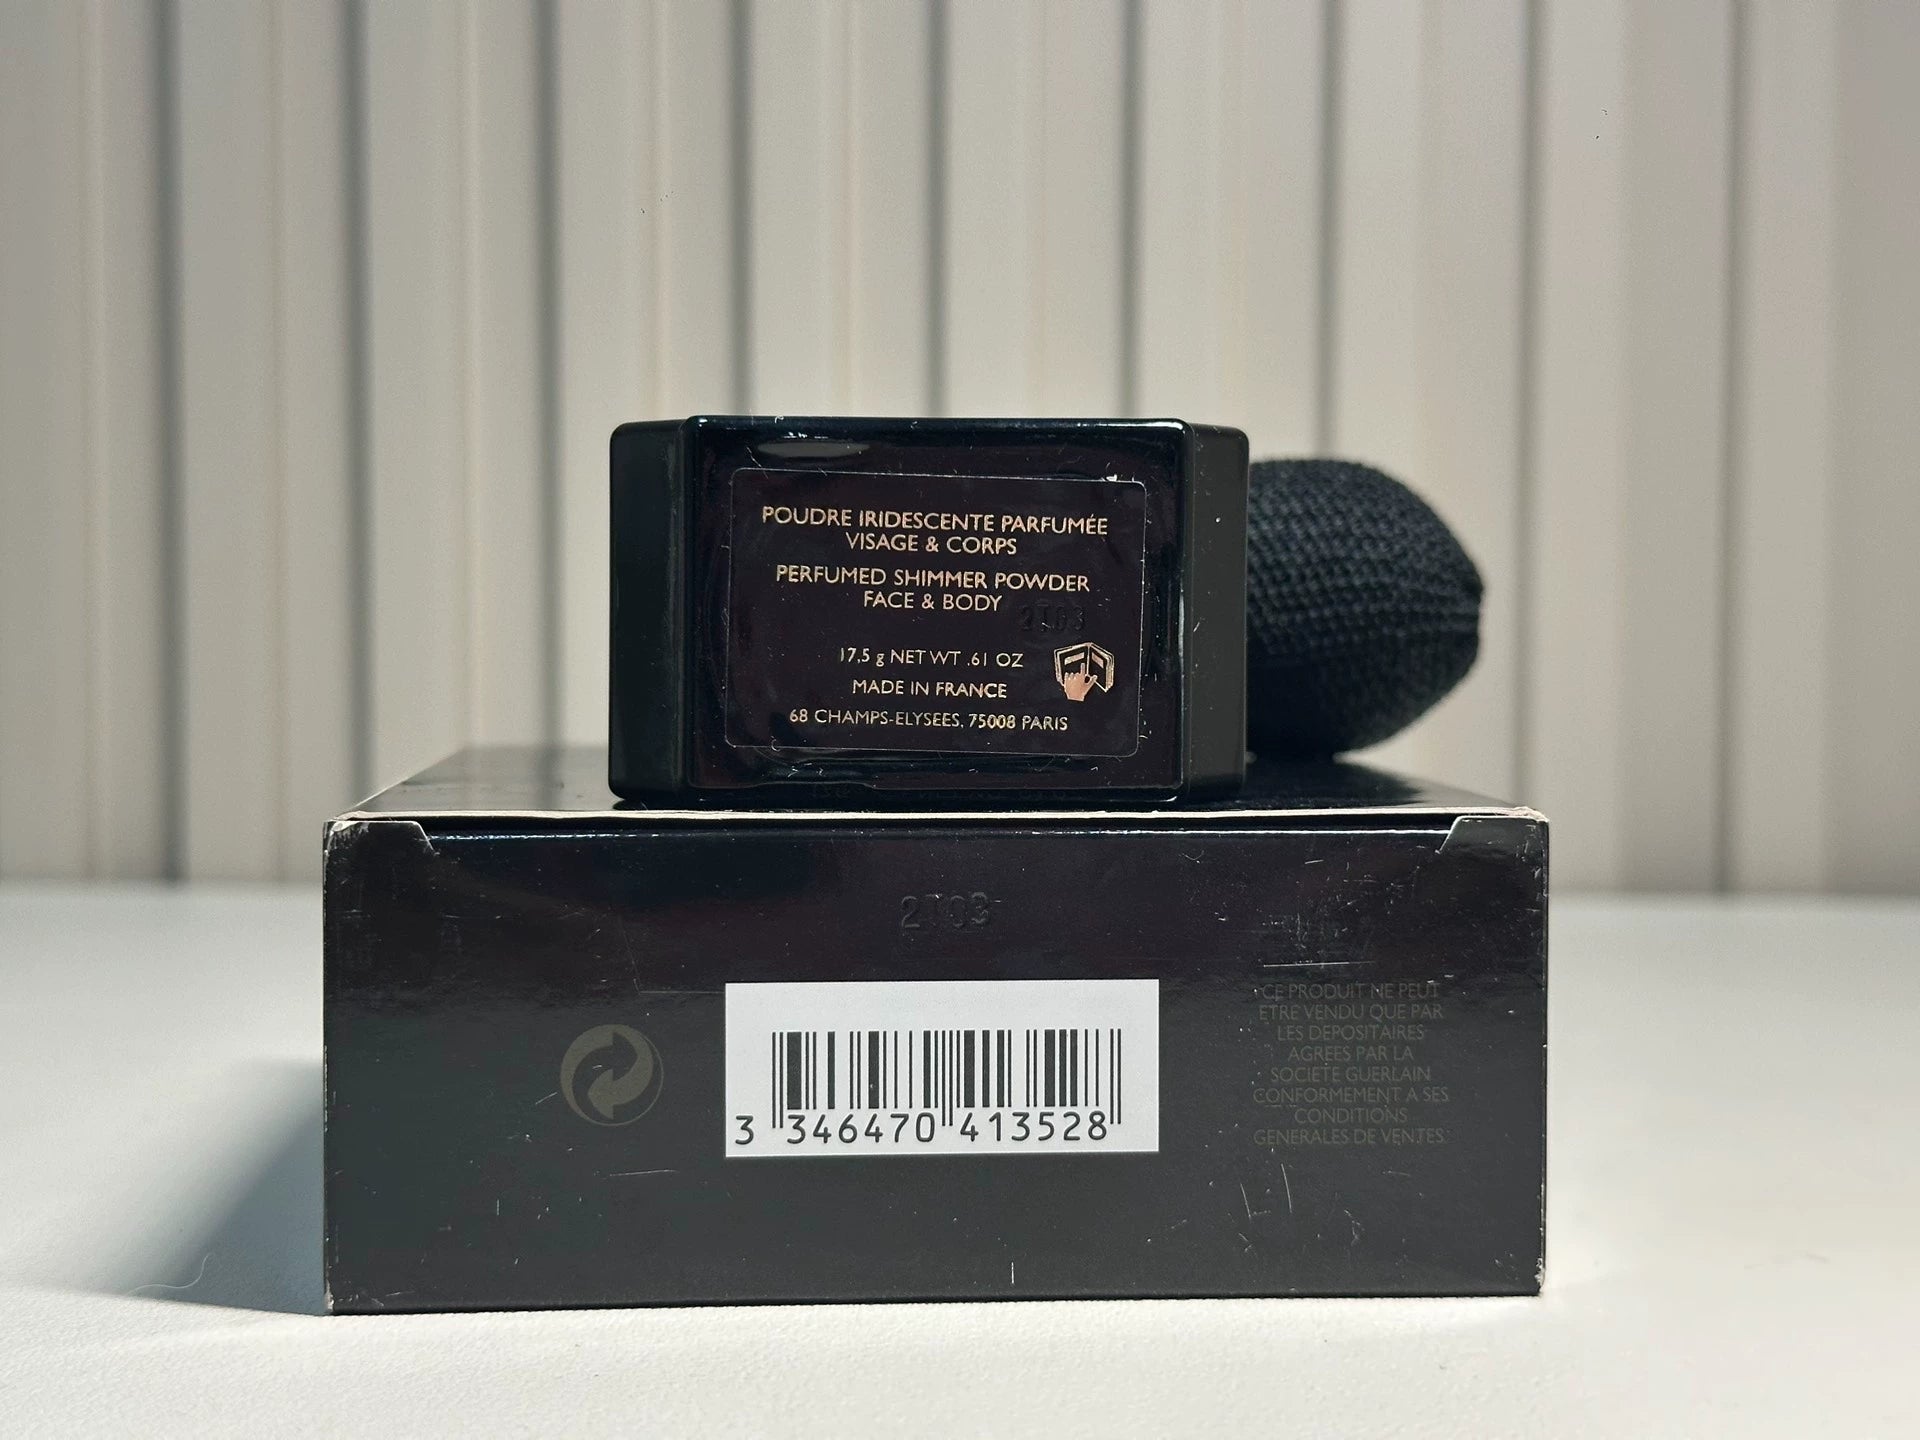 POUDRE IRIDESCENTE PARFUMÉE
VISAGE & CORPS
PERFUMED SHIMMER POWDER
FACE & BODY
2T03
17,5 g NET WT .61 OZ
MADE IN FRANCE
68 CHAMPS-ELYSEES, 75008 PARIS
2T03
3 346470 413528
CE PRODUIT NE PEUT
ETRE VENDU QUE PAR
LES DEPOSITAIRES
AGREES PAR LA
SOCIETE GUERLAIN
CONFORMEMENT A SES
CONDITIONS
GENERALES DE VENTES.